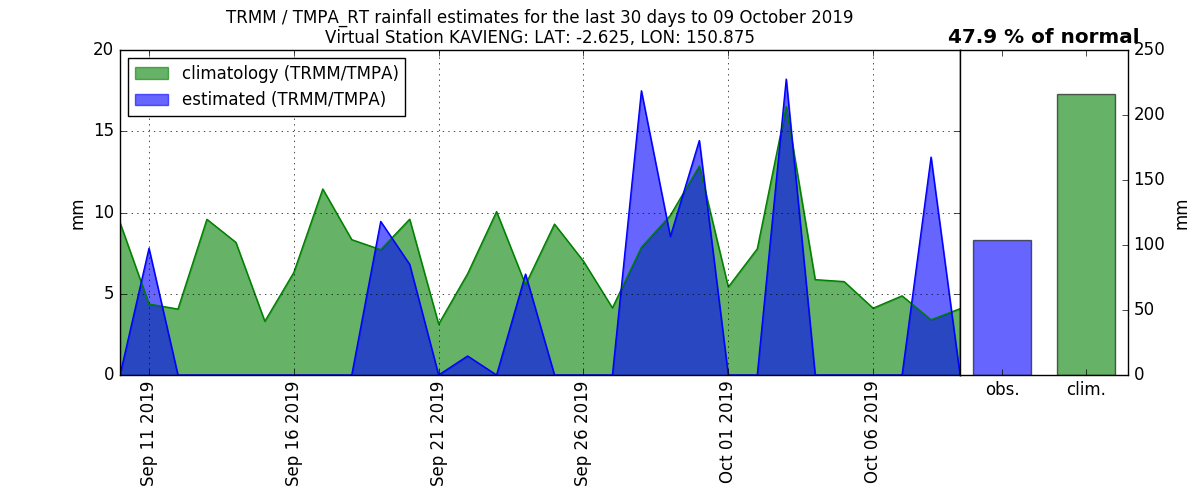 TRMM / TMPA_RT rainfall estimates for the last 30 days to 09 October 2019
Virtual Station KAVIENG: LAT: -2.625, LON: 150.875
47.9 % of normal
climatology (TRMM/TMPA)
estimated (TRMM/TMPA)
20
15
10
5
0
mm
Sep 11 2019
Sep 16 2019
Sep 21 2019
Sep 26 2019
Oct 01 2019
Oct 06 2019
obs.
clim.
250
200
150
100
50
0
mm